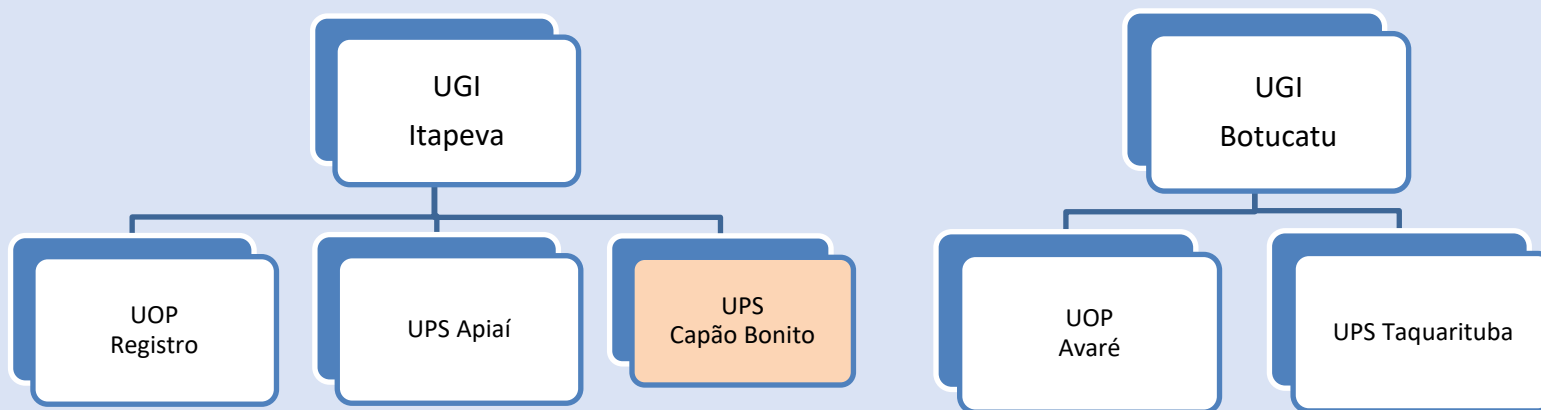 UGI
Itapeva
UGI
Botucatu
UOP
Registro
UPS Apiaí
UPS
Capão Bonito
UOP
Avaré
UPS Taquarituba